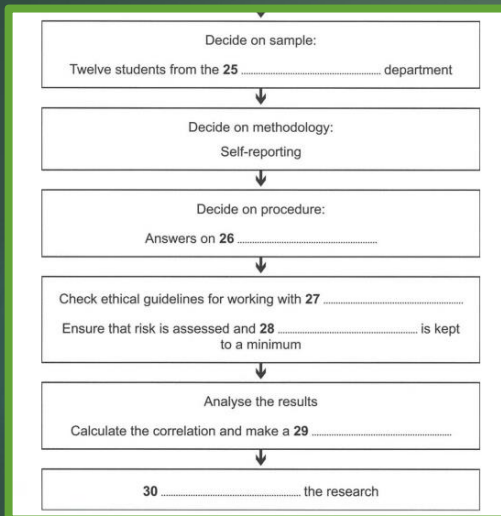 Decide on sample:
Twelve students from the 25 ........................................ department
Decide on methodology:
Self-reporting
Decide on procedure:
Answers on 26 ........................................
Check ethical guidelines for working with 27 ........................................
Ensure that risk is assessed and 28 ........................................ is kept
to a minimum
Analyse the results
Calculate the correlation and make a 29 ........................................
30 ........................................ the research